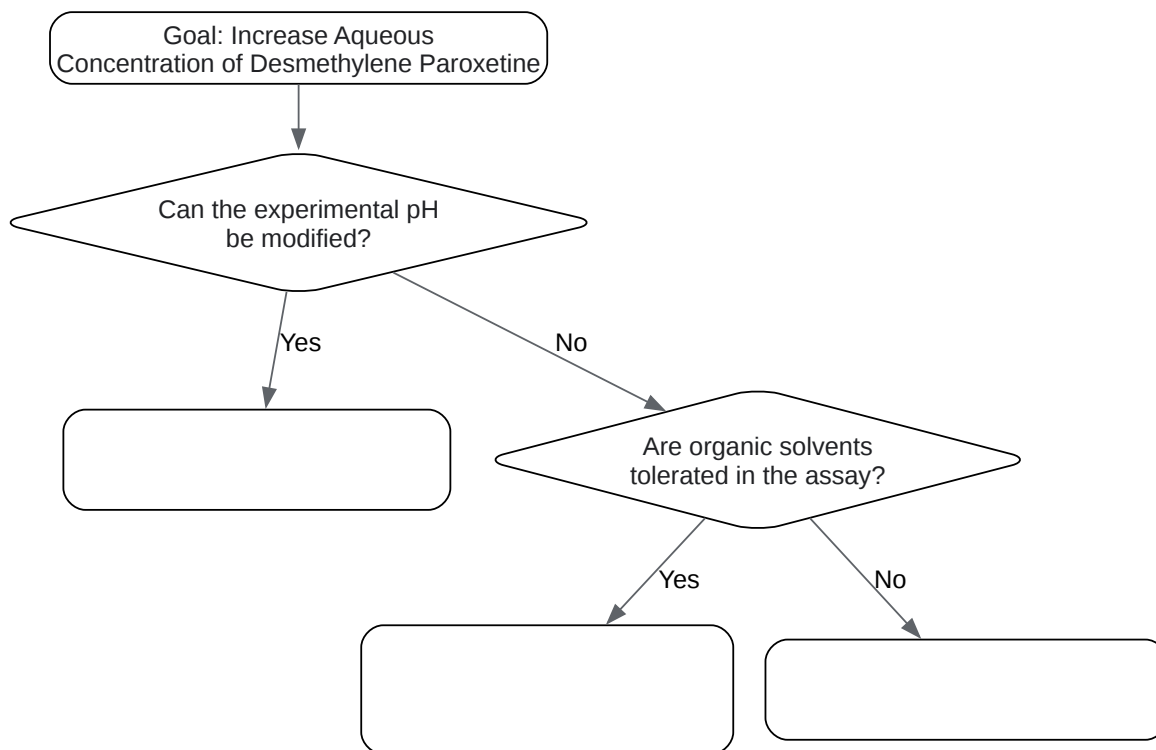 Goal: Increase Aqueous
Concentration of Desmethylene Paroxetine
Can the experimental pH
be modified?
Yes
No
Are organic solvents
tolerated in the assay?
Yes
No